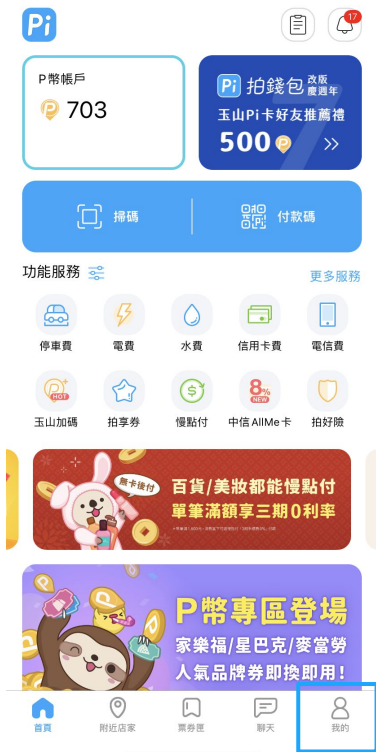 Pi
17
P幣帳戶
703
Pi 拍錢包 改版慶週年
玉山Pi卡好友推薦禮
500
掃碼
付款碼
功能服務
更多服務
停車費 電費 水費 信用卡費 電信費
HOT
8%
NEW
玉山加碼 拍享券 慢點付 中信AllMe卡 拍好險
無卡後付
百貨/美妝都能慢點付
單筆滿額享三期0利率
P幣專區登場
家樂福/星巴克/麥當勞
人氣品牌券即換即用!
首頁 附近店家 票券匣 聊天 我的